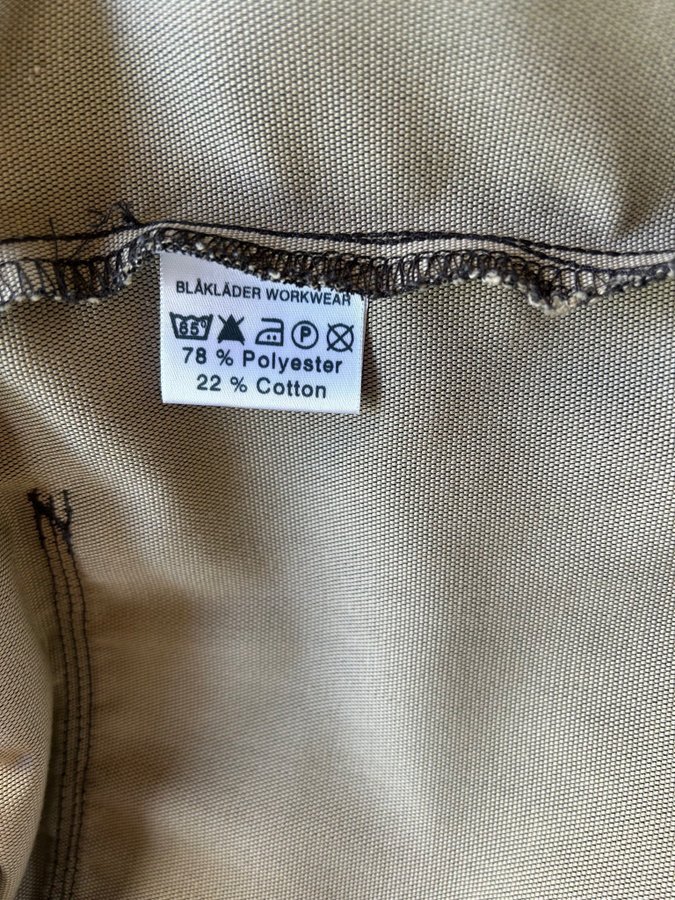 BLÅKLÄDER WORKWEAR
65° P
78 % Polyester
22 % Cotton